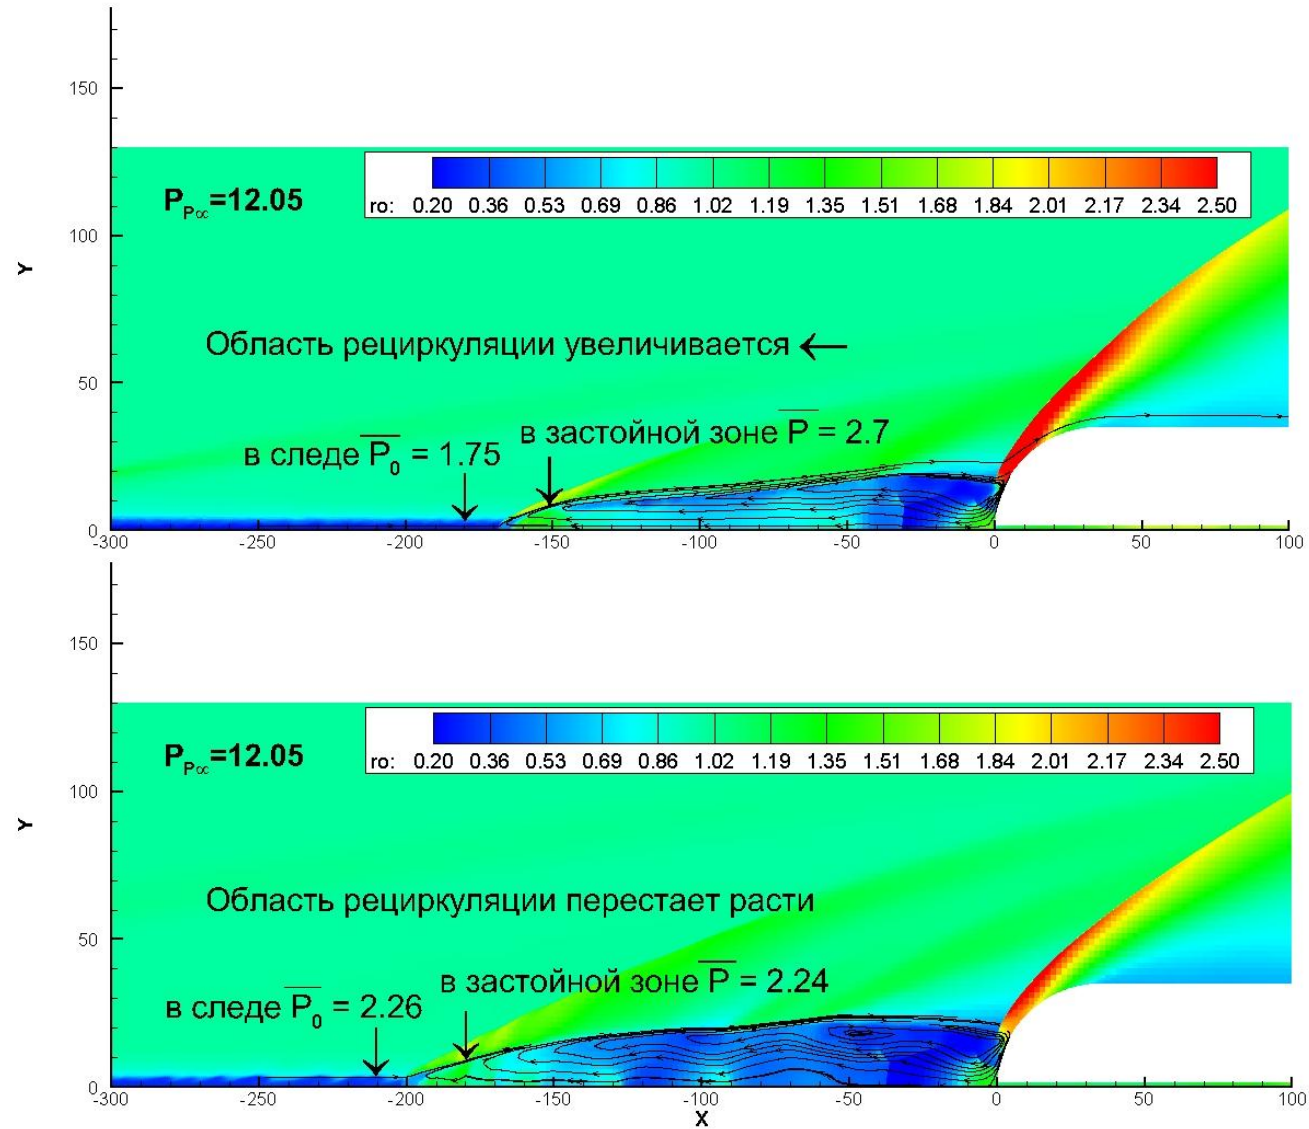 150
100
50
0
Y
P_P∞=12.05
ro: 0.20 0.36 0.53 0.69 0.86 1.02 1.19 1.35 1.51 1.68 1.84 2.01 2.17 2.34 2.50
Область рециркуляции увеличивается ←
в застойной зоне P̅ = 2.7
в следе P̅₀ = 1.75
-300 -250 -200 -150 -100 -50 0 50 100
150
100
50
0
Y
P_P∞=12.05
ro: 0.20 0.36 0.53 0.69 0.86 1.02 1.19 1.35 1.51 1.68 1.84 2.01 2.17 2.34 2.50
Область рециркуляции перестает расти
в застойной зоне P̅ = 2.24
в следе P̅₀ = 2.26
-300 -250 -200 -150 -100 -50 0 50 100
X